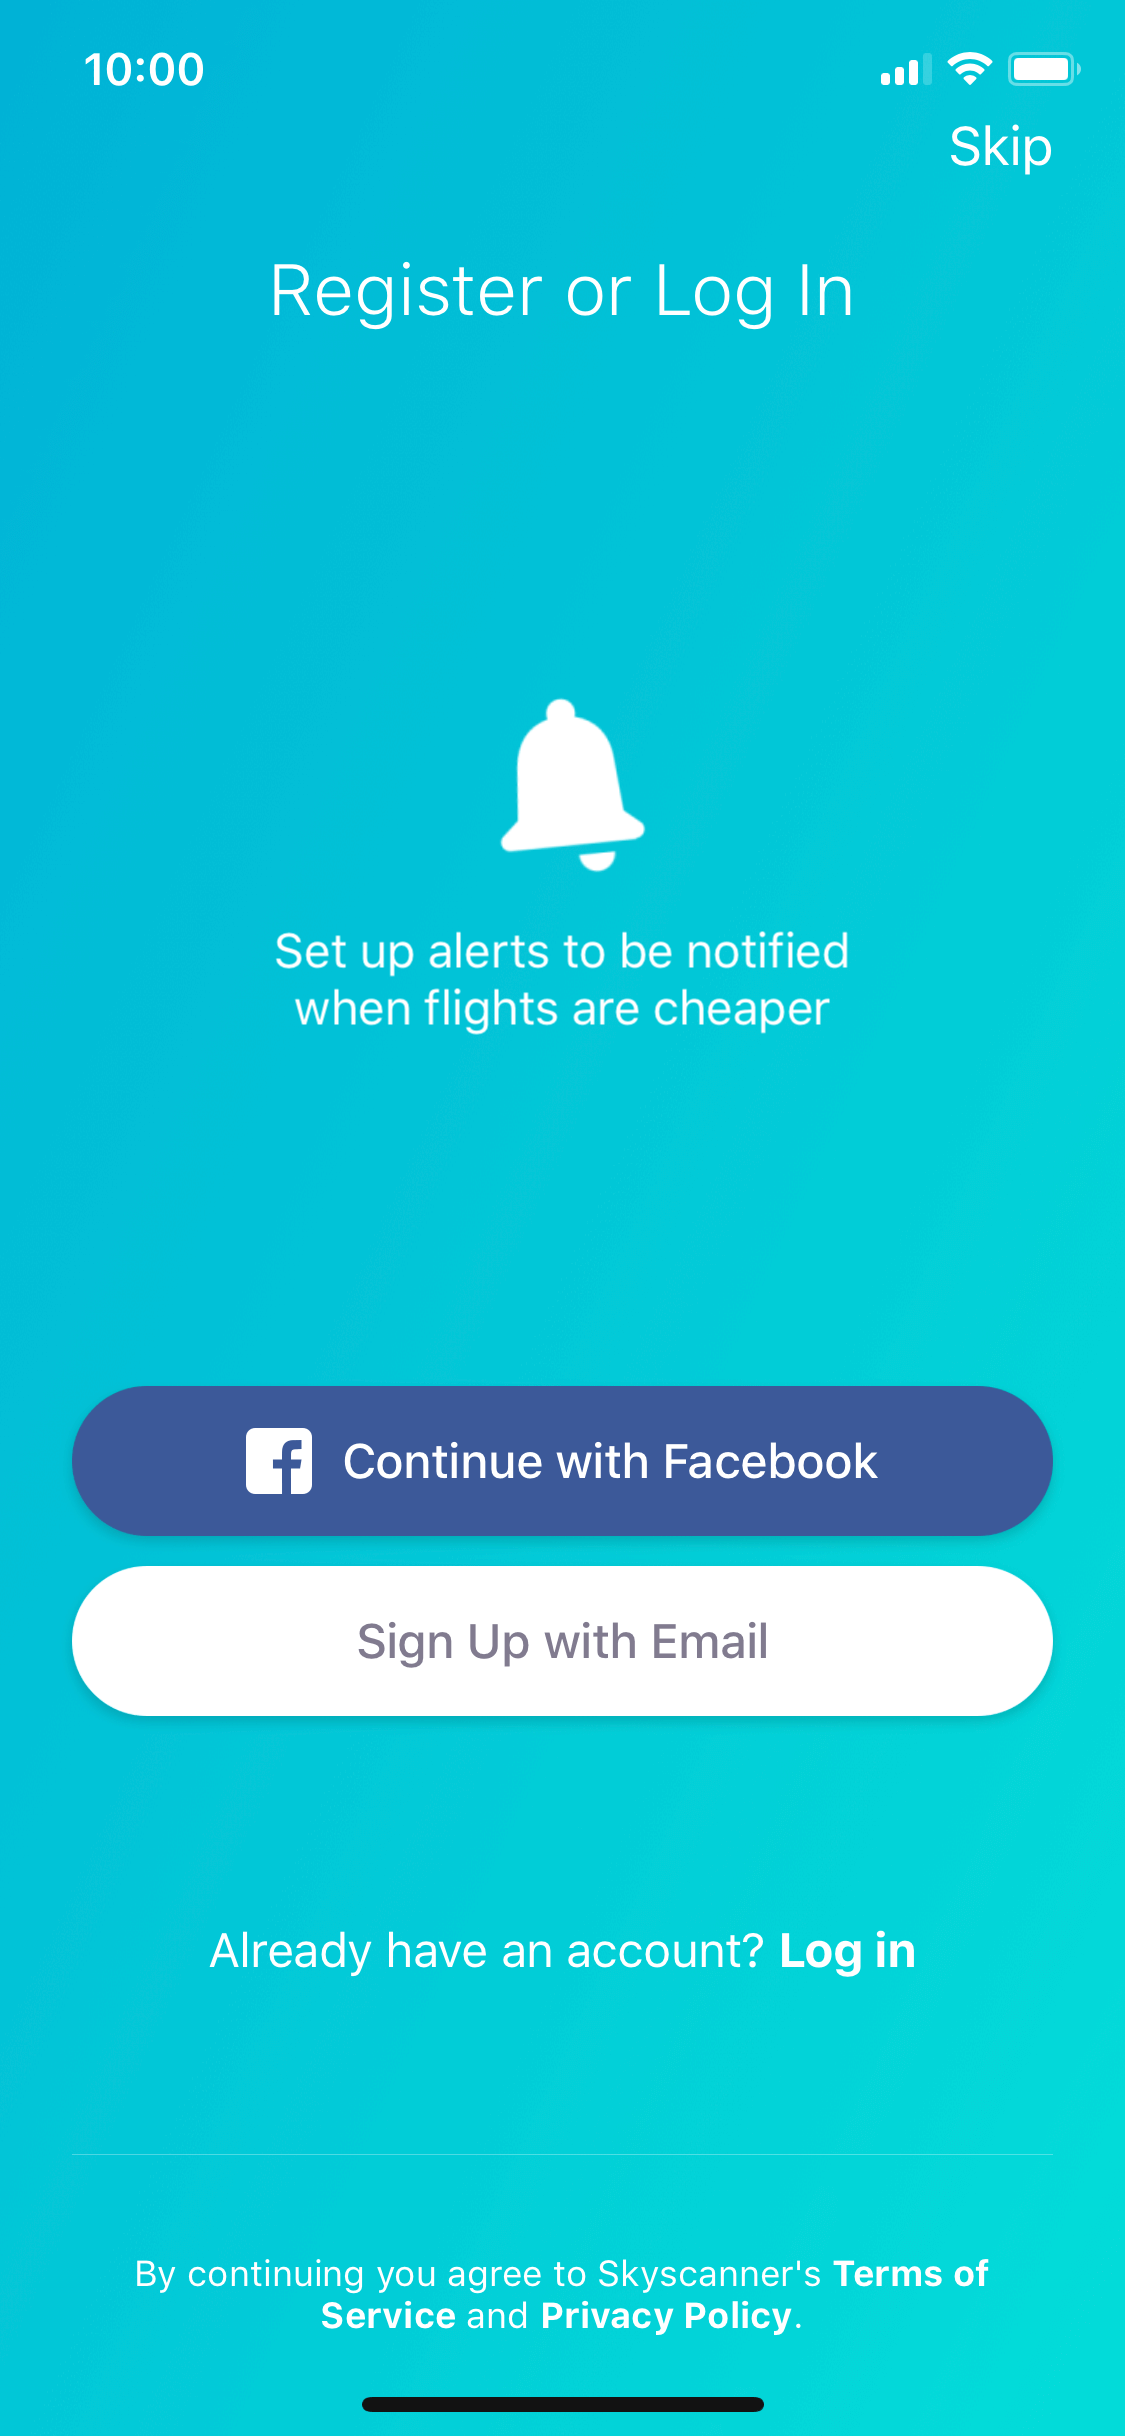 10:00
Skip
Register or Log In
Set up alerts to be notified
when flights are cheaper
Continue with Facebook
Sign Up with Email
Already have an account? Log in
By continuing you agree to Skyscanner's Terms of
Service and Privacy Policy.